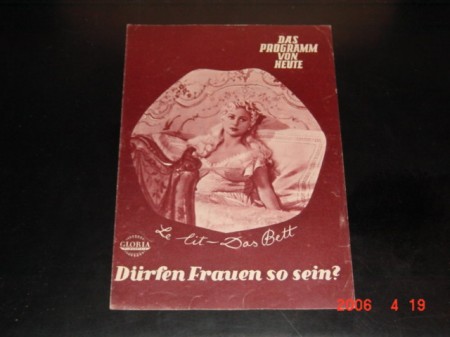 DAS
PROGRAMM
VON
HEUTE
Le lit – Das Bett
GLORIA
Dürfen Frauen so sein?
2006 4 19